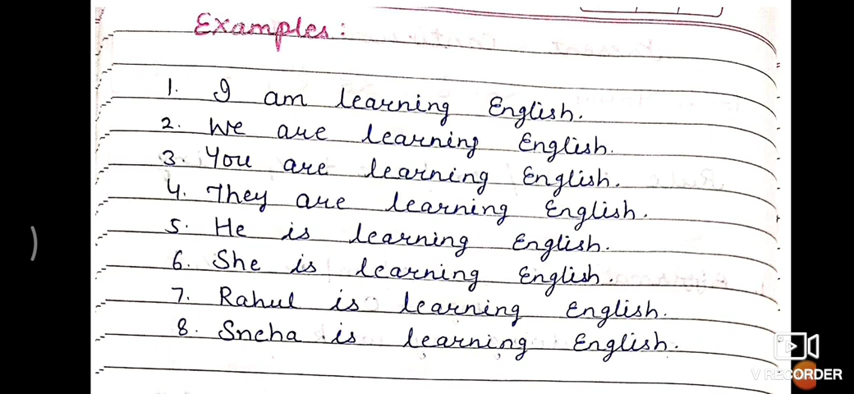 Examples:
1. I am learning English.
2. We are learning English.
3. You are learning English.
4. They are learning English.
5. He is learning English.
6. She is learning English.
7. Rahul is learning English.
8. Sneha is learning English.
V RECORDER